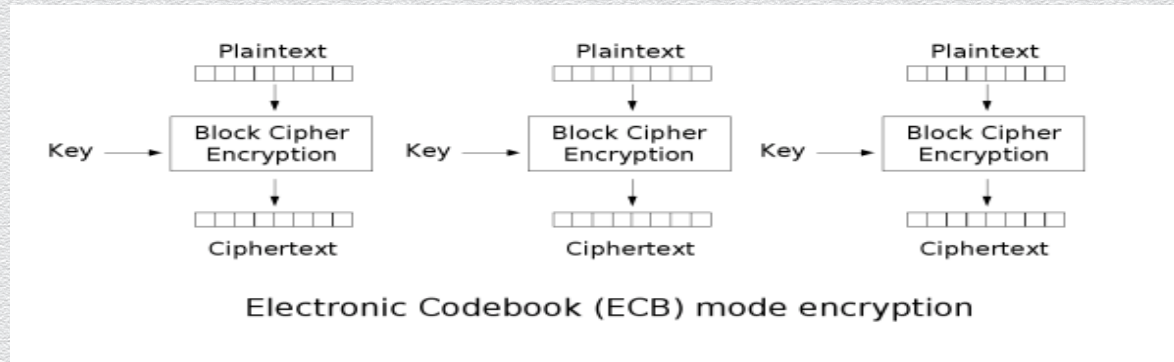 Plaintext Plaintext Plaintext
Key Block Cipher Encryption Key Block Cipher Encryption Key Block Cipher Encryption
Ciphertext Ciphertext Ciphertext
Electronic Codebook (ECB) mode encryption